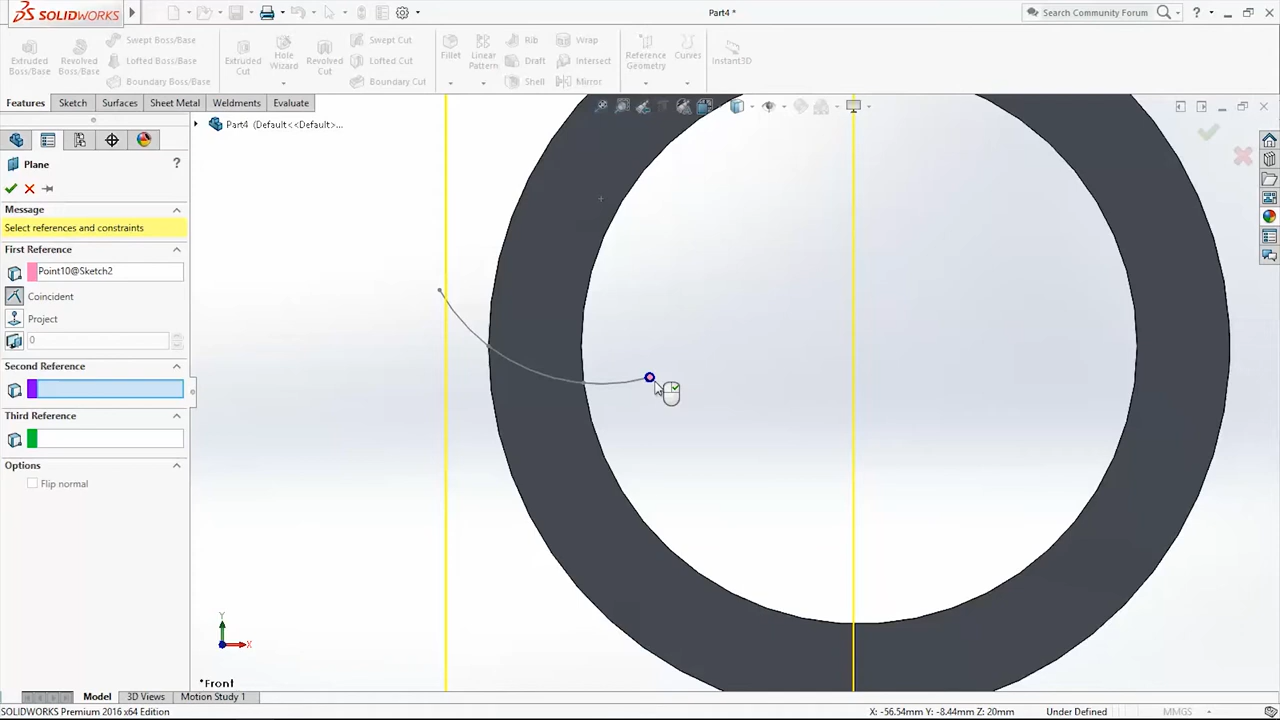 SOLIDWORKS
Part4 *
Search Community Forum
?
Extruded Boss/Base
Revolved Boss/Base
Swept Boss/Base
Lofted Boss/Base
Boundary Boss/Base
Extruded Cut
Hole Wizard
Revolved Cut
Swept Cut
Lofted Cut
Boundary Cut
Fillet
Linear Pattern
Rib
Draft
Shell
Wrap
Intersect
Mirror
Reference Geometry
Curves
Instant3D
Features
Sketch
Surfaces
Sheet Metal
Weldments
Evaluate
Part4 (Default<<Default>...
Plane
?
Message
Select references and constraints
First Reference
Point10@Sketch2
Coincident
Project
0
Second Reference
Third Reference
Options
Flip normal
Y
X
*Front
Model
3D Views
Motion Study 1
SOLIDWORKS Premium 2016 x64 Edition
X: -56.54mm Y: -8.44mm Z: 20mm
Under Defined
MMGS